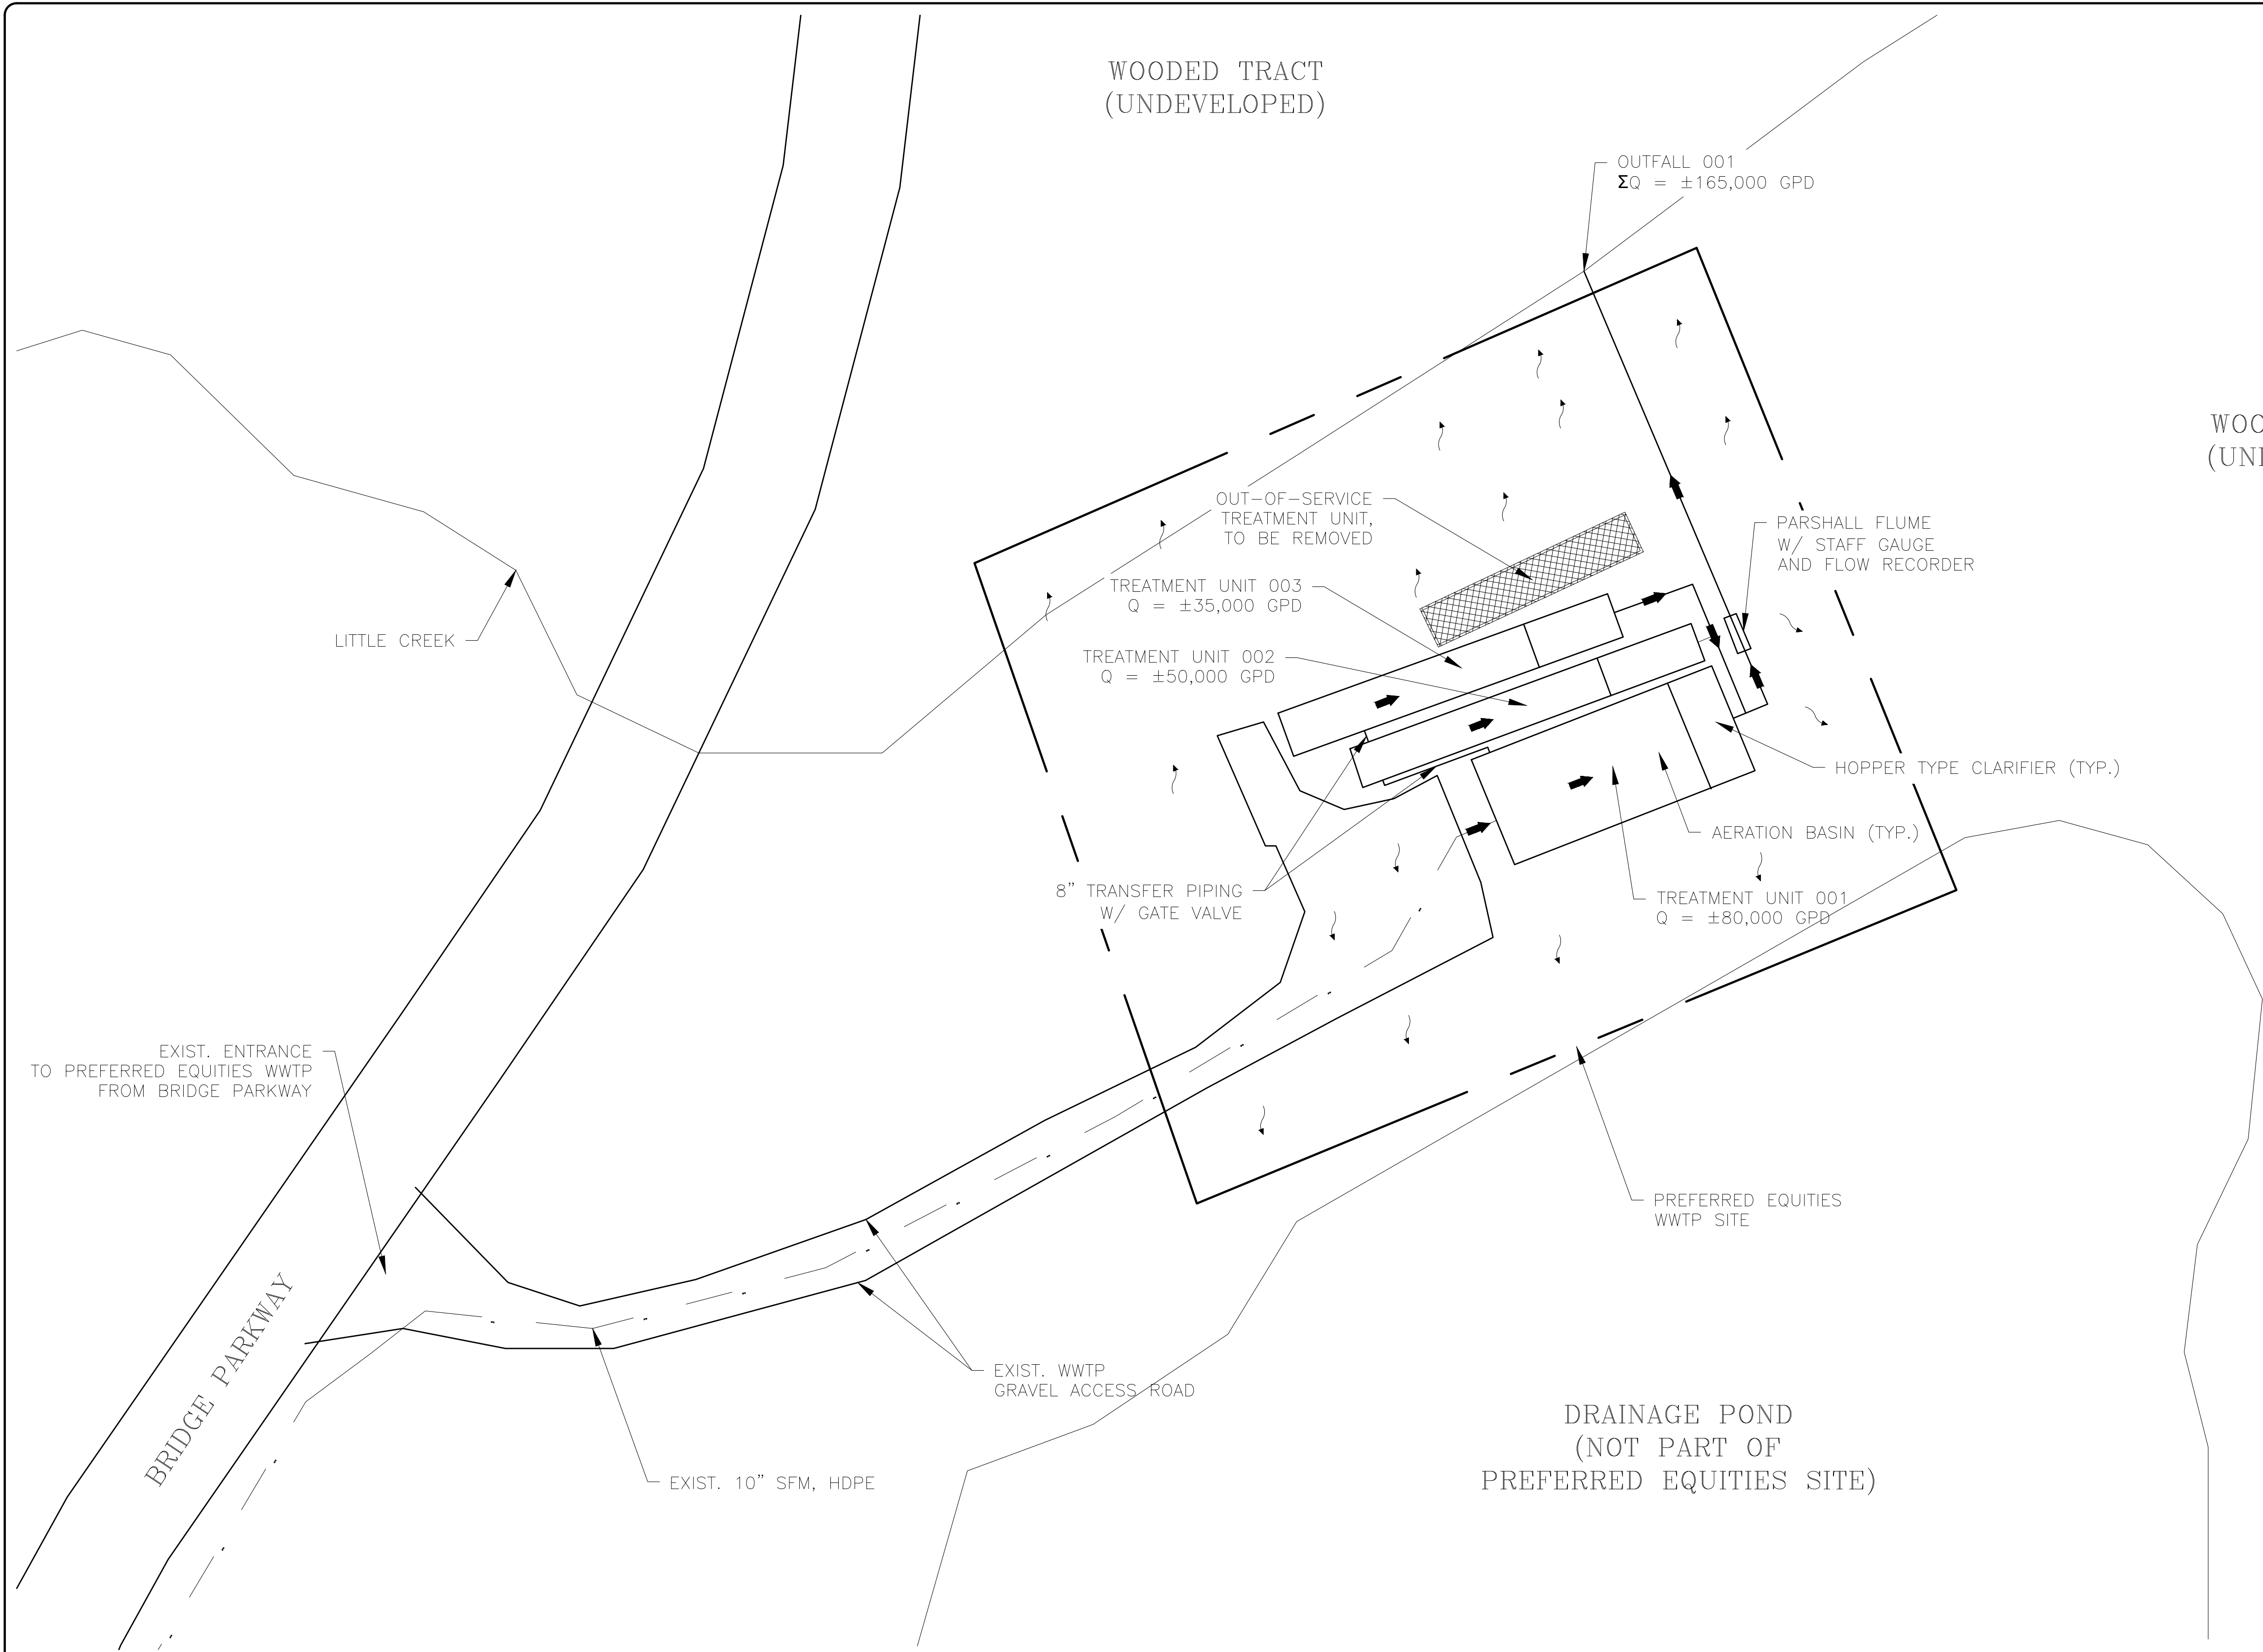 WOODED TRACT
(UNDEVELOPED)
OUTFALL 001
ΣQ = ±165,000 GPD
WOO
(UN
OUT-OF-SERVICE
TREATMENT UNIT,
TO BE REMOVED
PARSHALL FLUME
W/ STAFF GAUGE
AND FLOW RECORDER
TREATMENT UNIT 003
Q = ±35,000 GPD
LITTLE CREEK
TREATMENT UNIT 002
Q = ±50,000 GPD
HOPPER TYPE CLARIFIER (TYP.)
AERATION BASIN (TYP.)
8" TRANSFER PIPING
W/ GATE VALVE
TREATMENT UNIT 001
Q = ±80,000 GPD
EXIST. ENTRANCE
TO PREFERRED EQUITIES WWTP
FROM BRIDGE PARKWAY
PREFERRED EQUITIES
WWTP SITE
BRIDGE PARKWAY
EXIST. WWTP
GRAVEL ACCESS ROAD
EXIST. 10" SFM, HDPE
DRAINAGE POND
(NOT PART OF
PREFERRED EQUITIES SITE)